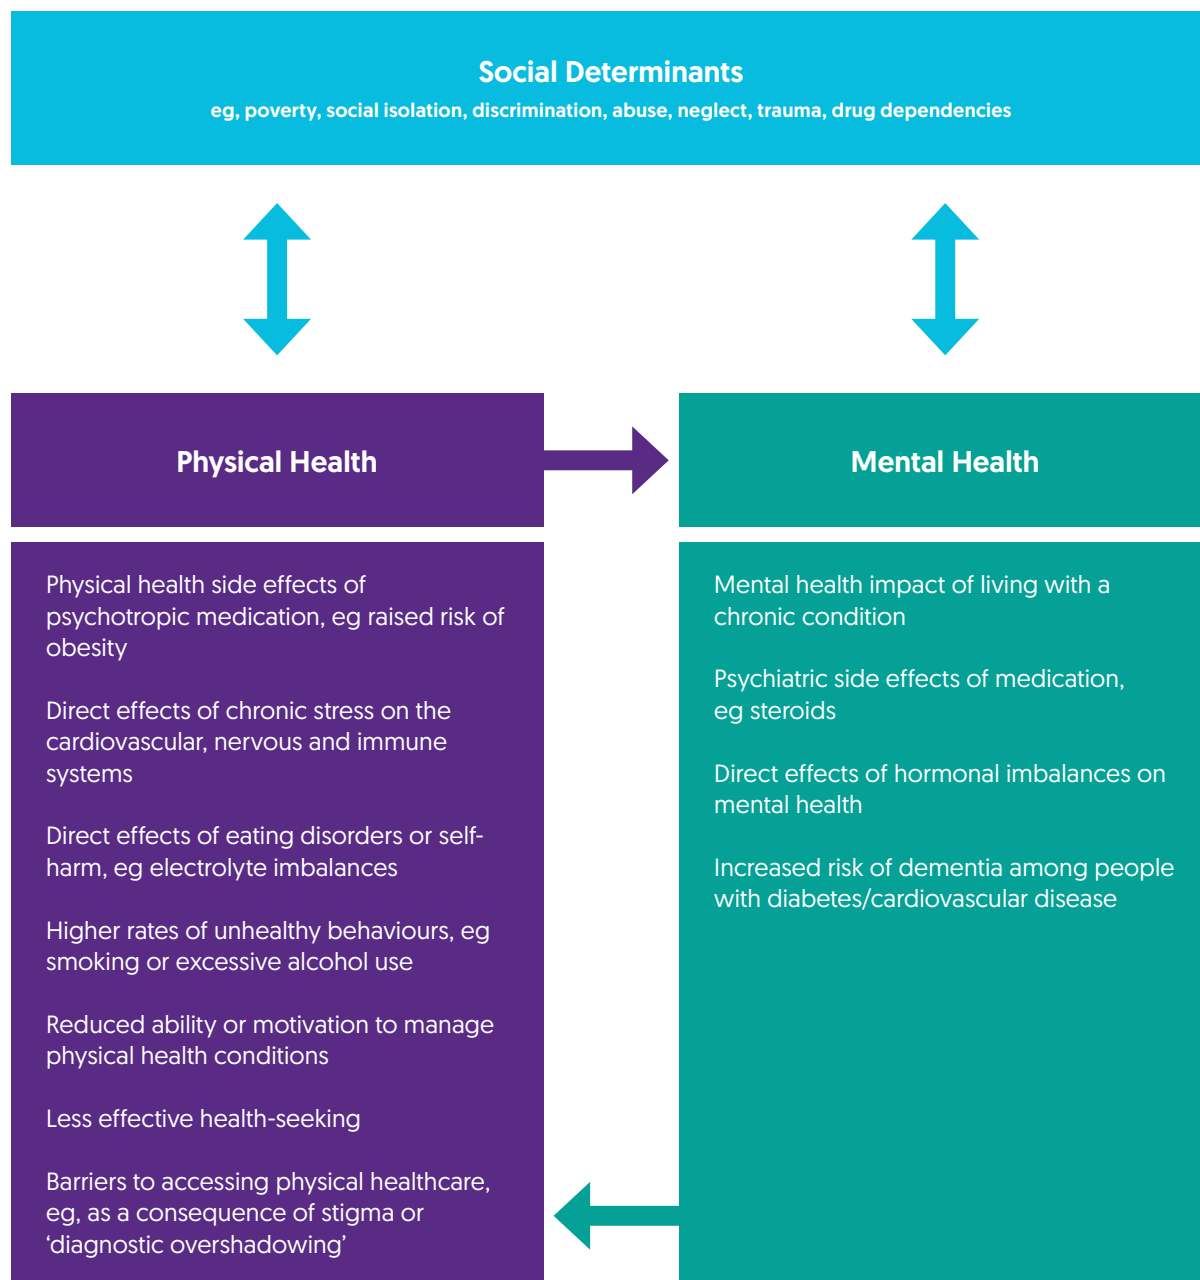 Social Determinants
eg, poverty, social isolation, discrimination, abuse, neglect, trauma, drug dependencies
Physical Health
Mental Health
Physical health side effects of
psychotropic medication, eg raised risk of
obesity
Direct effects of chronic stress on the
cardiovascular, nervous and immune
systems
Direct effects of eating disorders or self-
harm, eg electrolyte imbalances
Higher rates of unhealthy behaviours, eg
smoking or excessive alcohol use
Reduced ability or motivation to manage
physical health conditions
Less effective health-seeking
Barriers to accessing physical healthcare,
eg, as a consequence of stigma or
‘diagnostic overshadowing’
Mental health impact of living with a
chronic condition
Psychiatric side effects of medication,
eg steroids
Direct effects of hormonal imbalances on
mental health
Increased risk of dementia among people
with diabetes/cardiovascular disease